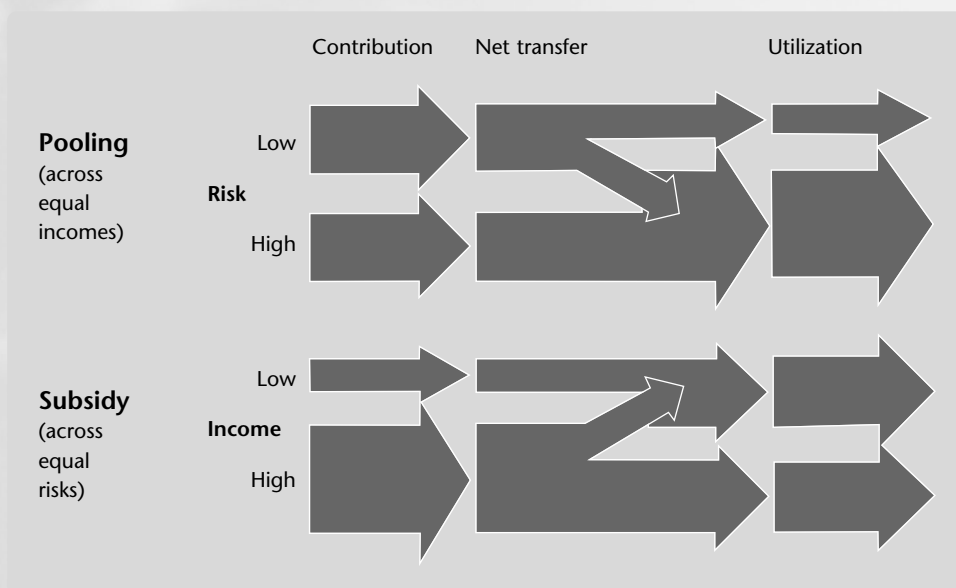 Contribution Net transfer Utilization
Pooling
(across
equal
incomes)
Low
Risk
High
Subsidy
(across
equal
risks)
Low
Income
High